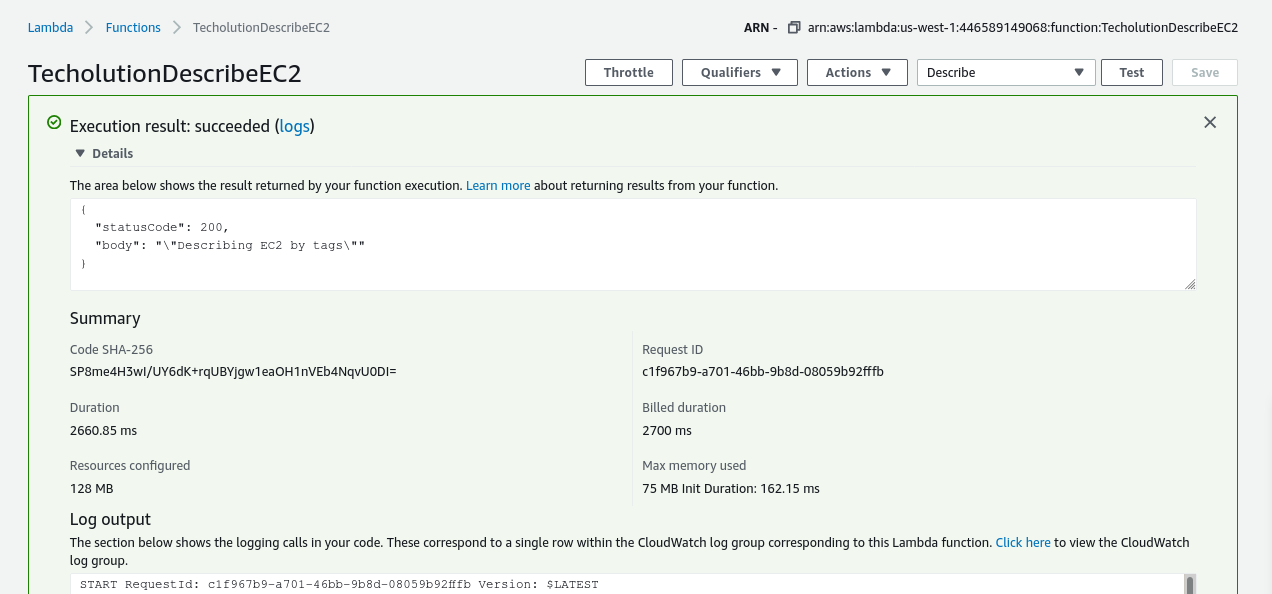 Lambda > Functions > TecholutionDescribeEC2
ARN - arn:aws:lambda:us-west-1:446589149068:function:TecholutionDescribeEC2
TecholutionDescribeEC2
Throttle Qualifiers Actions Describe Test Save
Execution result: succeeded (logs)
Details
The area below shows the result returned by your function execution. Learn more about returning results from your function.
{
"statusCode": 200,
"body": "\"Describing EC2 by tags\""
}
Summary
Code SHA-256
SP8me4H3wI/UY6dK+rqUBYjgw1eaOH1nVEb4NqvU0DI=
Request ID
c1f967b9-a701-46bb-9b8d-08059b92fffb
Duration
2660.85 ms
Billed duration
2700 ms
Resources configured
128 MB
Max memory used
75 MB Init Duration: 162.15 ms
Log output
The section below shows the logging calls in your code. These correspond to a single row within the CloudWatch log group corresponding to this Lambda function. Click here to view the CloudWatch
log group.
START RequestId: c1f967b9-a701-46bb-9b8d-08059b92fffb Version: $LATEST